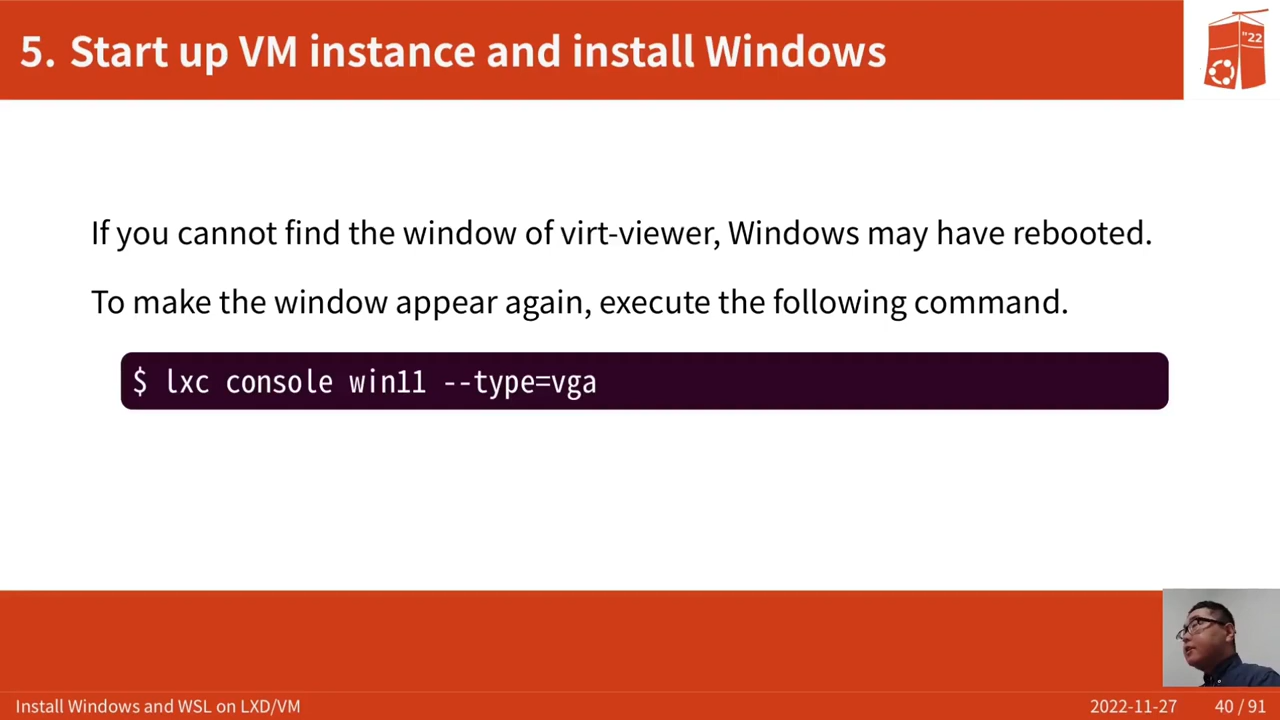 5. Start up VM instance and install Windows
"22
If you cannot find the window of virt-viewer, Windows may have rebooted.
To make the window appear again, execute the following command.
$ lxc console win11 --type=vga
Install Windows and WSL on LXD/VM
2022-11-27
40 / 91